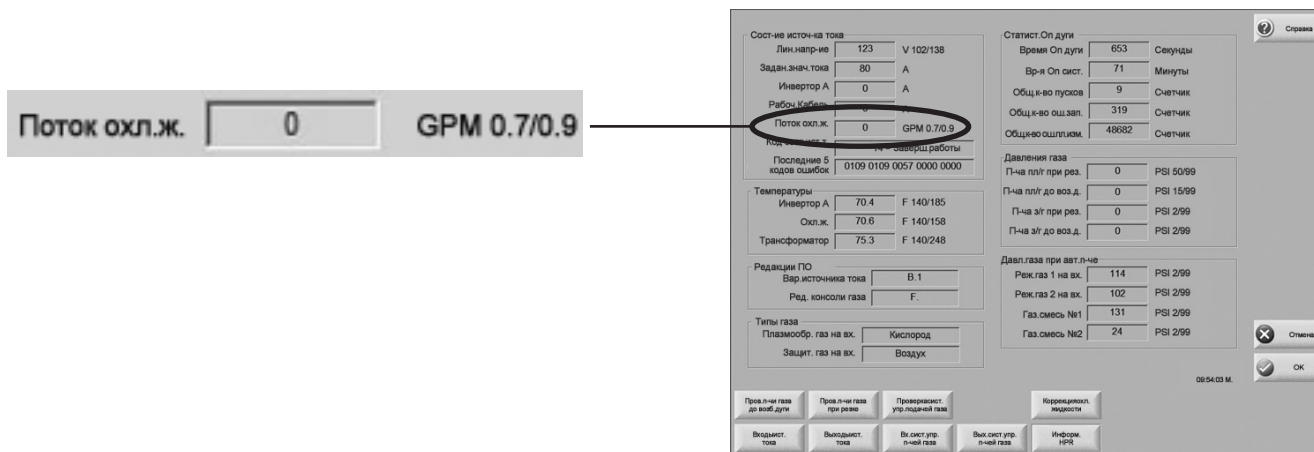 Поток охл.ж. 0 GPM 0.7/0.9
Сост-ие источ-ка тока
Лин.напр-ие 123 V 102/138
Задан.знач.тока 80 A
Инвертор А 0 A
Рабоч.Кабель
Поток охл.ж. 0 GPM 0.7/0.9
Заверш.работы
Последние 5
кодов ошибок 0109 0109 0057 0000 0000
Температуры
Инвертор А 70.4 F 140/185
Охл.ж. 70.6 F 140/158
Трансформатор 75.3 F 140/248
Редакции ПО
Вар.источника тока B.1
Ред. консоли газа F.
Типы газа
Плазмообр. газ на вх. Кислород
Защит. газ на вх. Воздух
Статист.Оп дуги
Время Оп дуги 653 Секунды
Вр-я Оп сист. 71 Минуты
Общ.к-во пусков 9 Счетчик
Общ.к-во ош.зап. 319 Счетчик
Общ.к-во ошпл.изм. 48682 Счетчик
Давления газа
П-ча пл/г при рез. 0 PSI 50/99
П-ча пл/г до воз.д. 0 PSI 15/99
П-ча з/г при рез. 0 PSI 2/99
П-ча з/г до воз.д. 0 PSI 2/99
Давл.газа при авт.п-че
Реж.газ 1 на вх. 114 PSI 2/99
Реж.газ 2 на вх. 102 PSI 2/99
Газ.смесь №1 131 PSI 2/99
Газ.смесь №2 24 PSI 2/99
Справка
Отмена
OK
09:54:03 M.
Пров.п-чи газа
до возб.дуги
Пров.п-чи газа
при резке
Проверкасист.
упр.подачей газа
Коррекцияохл.
жидкости
Входыист.
тока
Выходыист.
тока
Вх.сист.упр.
п-чей газа
Вых.сист.упр.
п-чей газа
Информ.
HPR